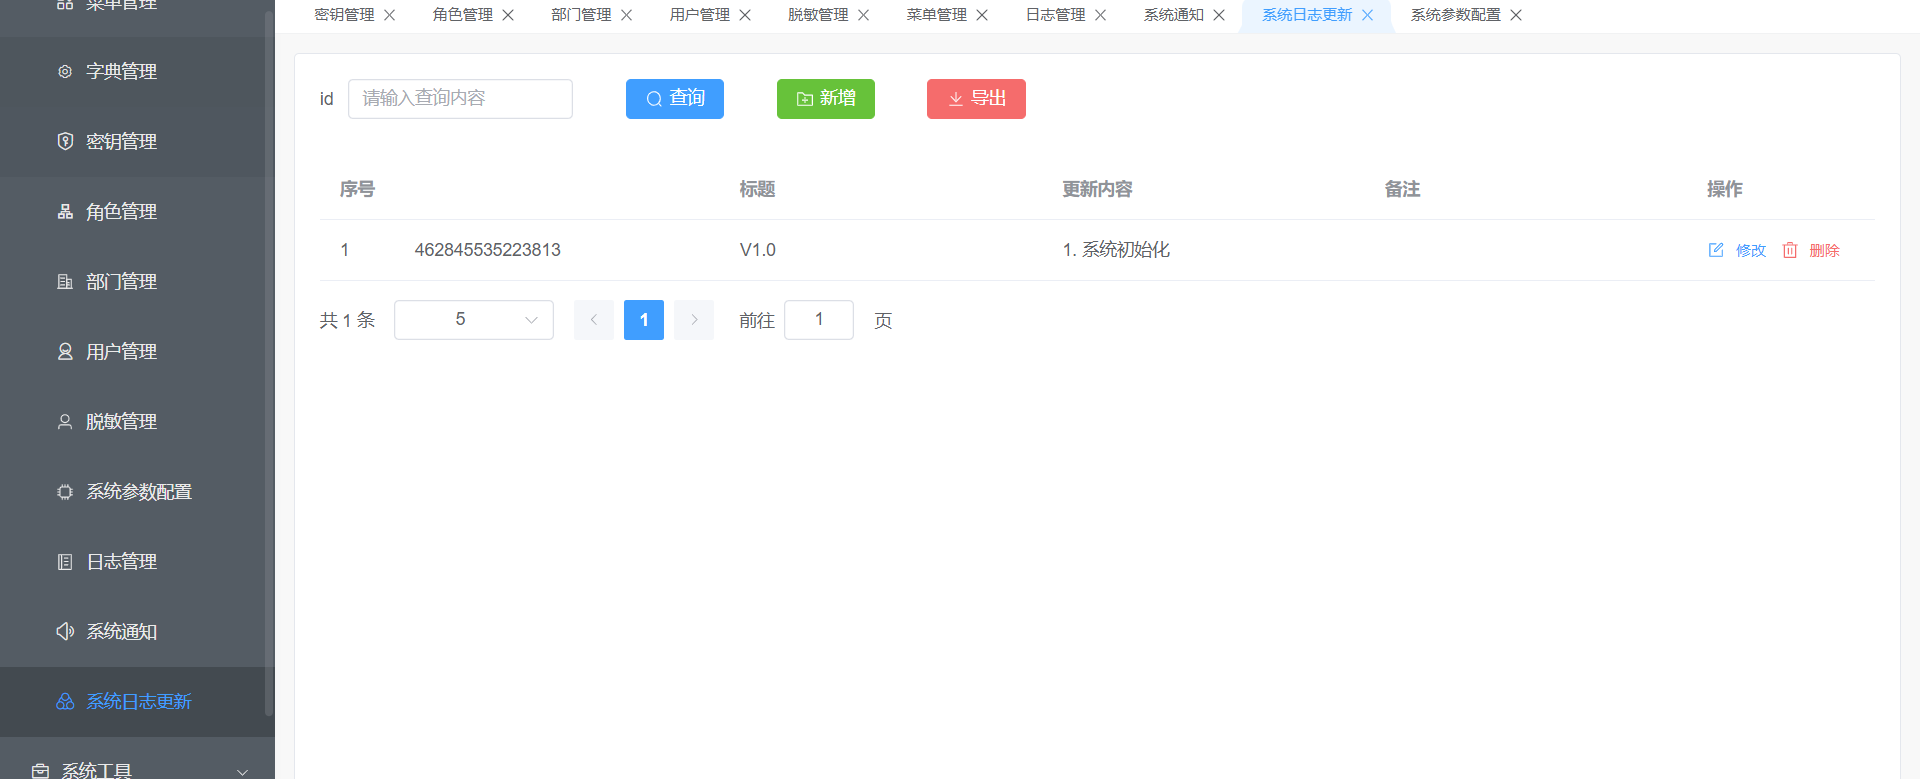 菜单管理
字典管理
密钥管理
角色管理
部门管理
用户管理
脱敏管理
系统参数配置
日志管理
系统通知
系统日志更新
系统工具
密钥管理 角色管理 部门管理 用户管理 脱敏管理 菜单管理 日志管理 系统通知 系统日志更新 系统参数配置
id 请输入查询内容 查询 新增 导出
序号 标题 更新内容 备注 操作
1 462845535223813 V1.0 1. 系统初始化 修改 删除
共 1 条 5 1 前往 1 页